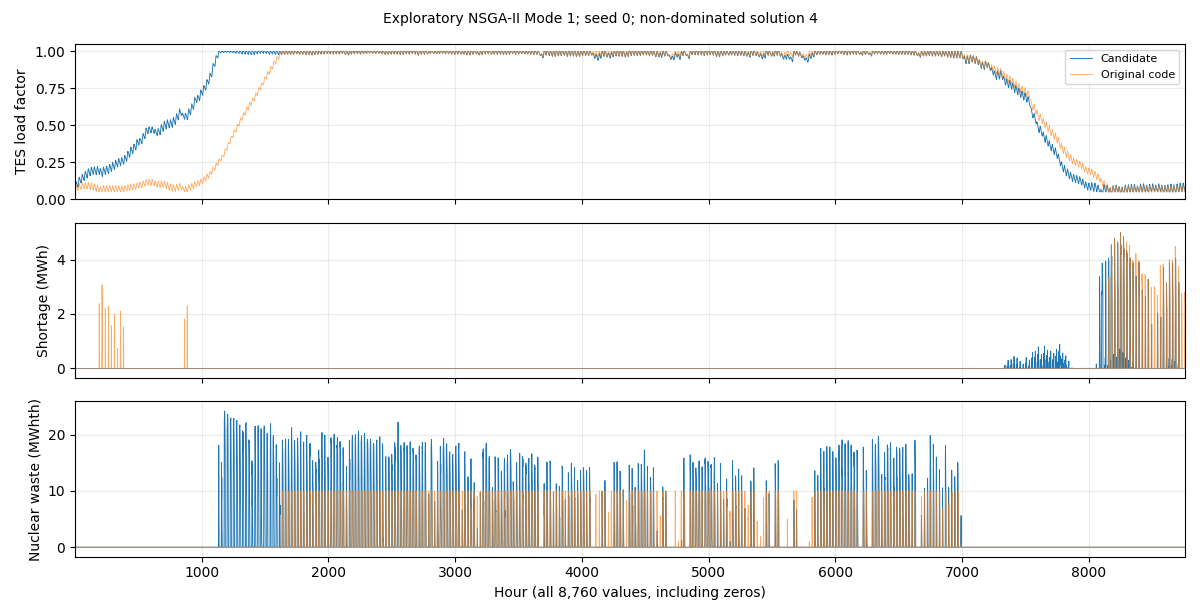 Exploratory NSGA-II Mode 1; seed 0; non-dominated solution 4
TES load factor
1.00
0.75
0.50
0.25
0.00
Candidate
Original code
Shortage (MWh)
4
2
0
Nuclear waste (MWhth)
20
10
0
1000 2000 3000 4000 5000 6000 7000 8000
Hour (all 8,760 values, including zeros)